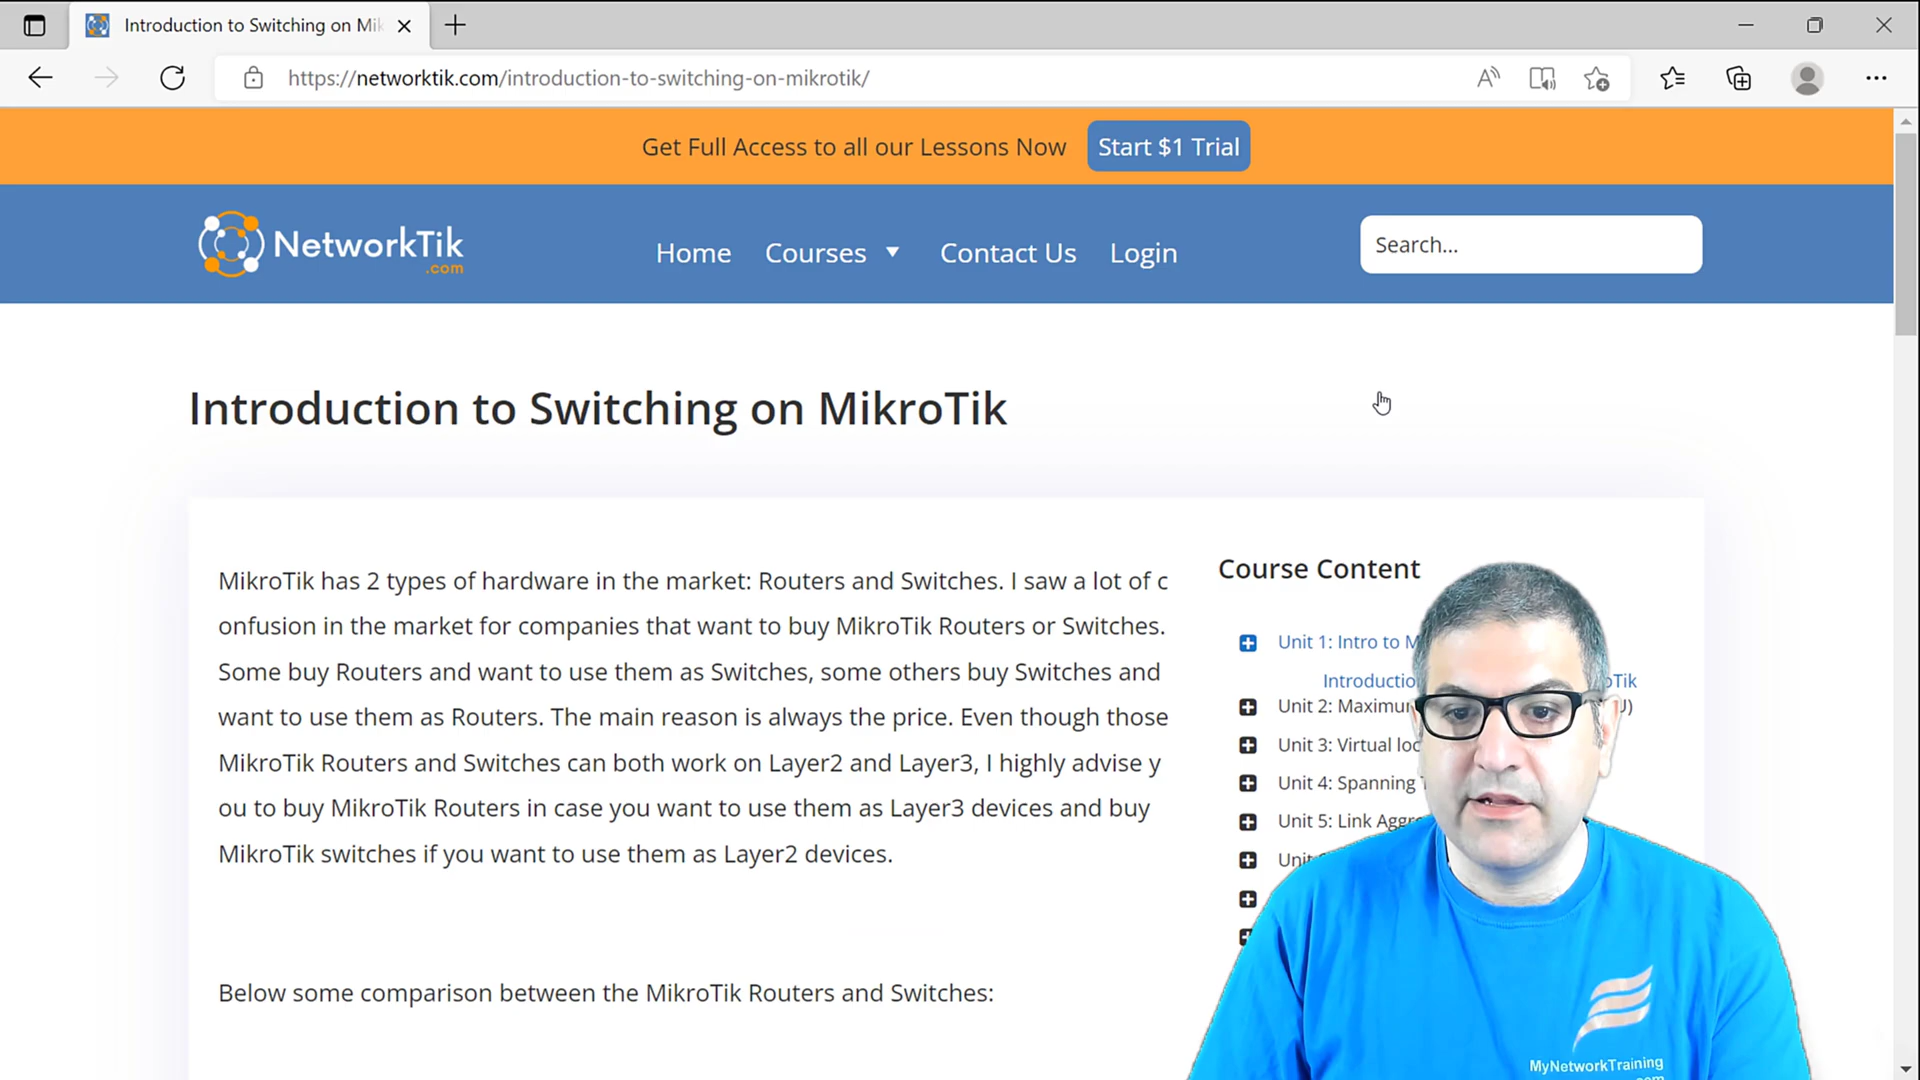 Introduction to Switching on Mik
https://networktik.com/introduction-to-switching-on-mikrotik/
Get Full Access to all our Lessons Now Start $1 Trial
NetworkTik
.com
Home Courses Contact Us Login
Search...
Introduction to Switching on MikroTik
MikroTik has 2 types of hardware in the market: Routers and Switches. I saw a lot of c
onfusion in the market for companies that want to buy MikroTik Routers or Switches.
Some buy Routers and want to use them as Switches, some others buy Switches and
want to use them as Routers. The main reason is always the price. Even though those
MikroTik Routers and Switches can both work on Layer2 and Layer3, I highly advise y
ou to buy MikroTik Routers in case you want to use them as Layer3 devices and buy
MikroTik switches if you want to use them as Layer2 devices.
Below some comparison between the MikroTik Routers and Switches:
Course Content
Unit 1: Intro to M
Introduction
Unit 2:
Unit 3:
Unit 4: Spanning
Unit 5: Link
MyNetworkTraining